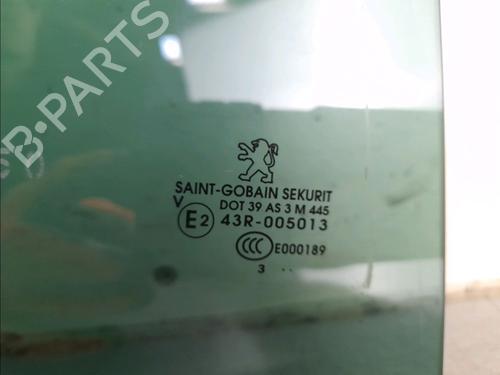 B-PARTS
SAINT-GOBAIN SEKURIT
DOT 39 AS 3 M 445
V
E2 43R-005013
CCC E000189
3